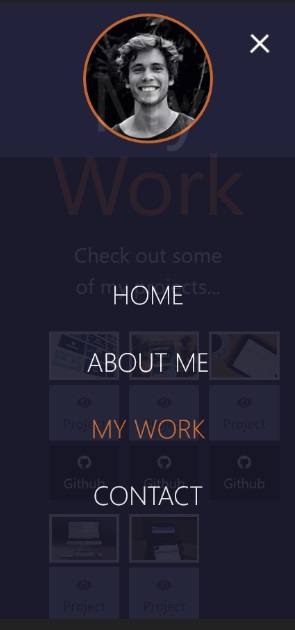 My
Work
Check out some
of my projects...
HOME
ABOUT ME
MY WORK
CONTACT
Project
Project
Project
Github
Github
Github
Project
Project